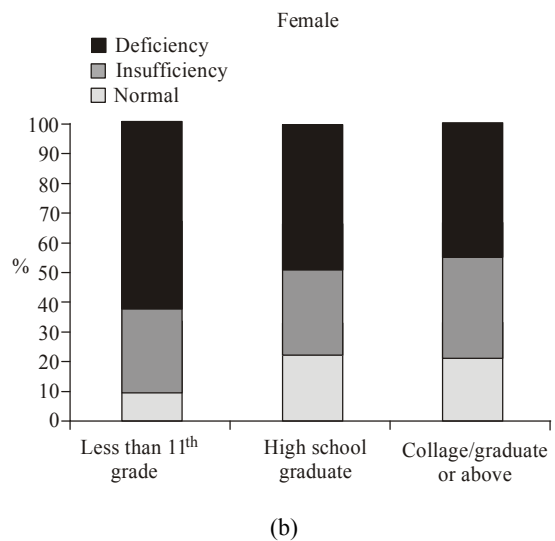 Female
Deficiency
Insufficiency
Normal
100
90
80
70
60
50
40
30
20
10
0
%
Less than 11th
grade
High school
graduate
Collage/graduate
or above
(b)